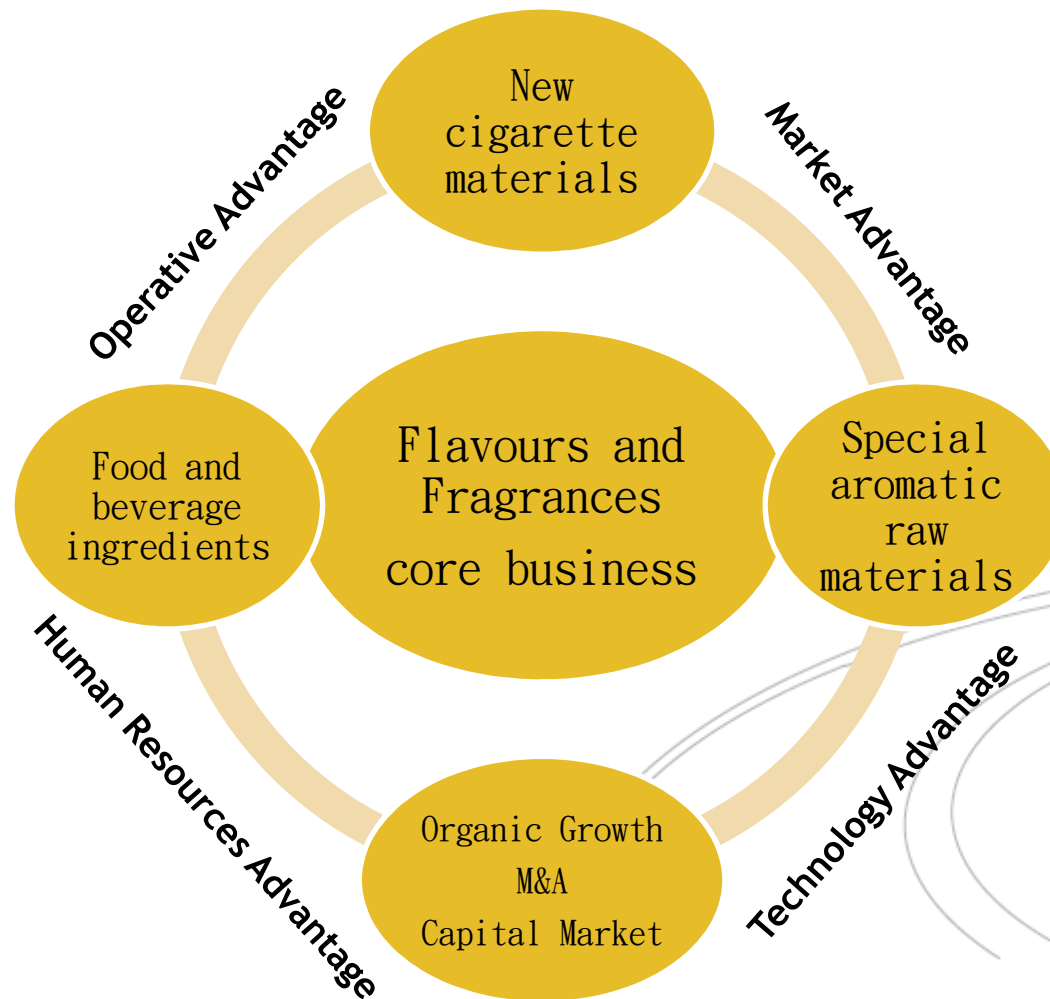 New
cigarette
materials
Operative Advantage
Market Advantage
Food and
beverage
ingredients
Flavours and
Fragrances
core business
Special
aromatic
raw
materials
Human Resources Advantage
Technology Advantage
Organic Growth
M&A
Capital Market